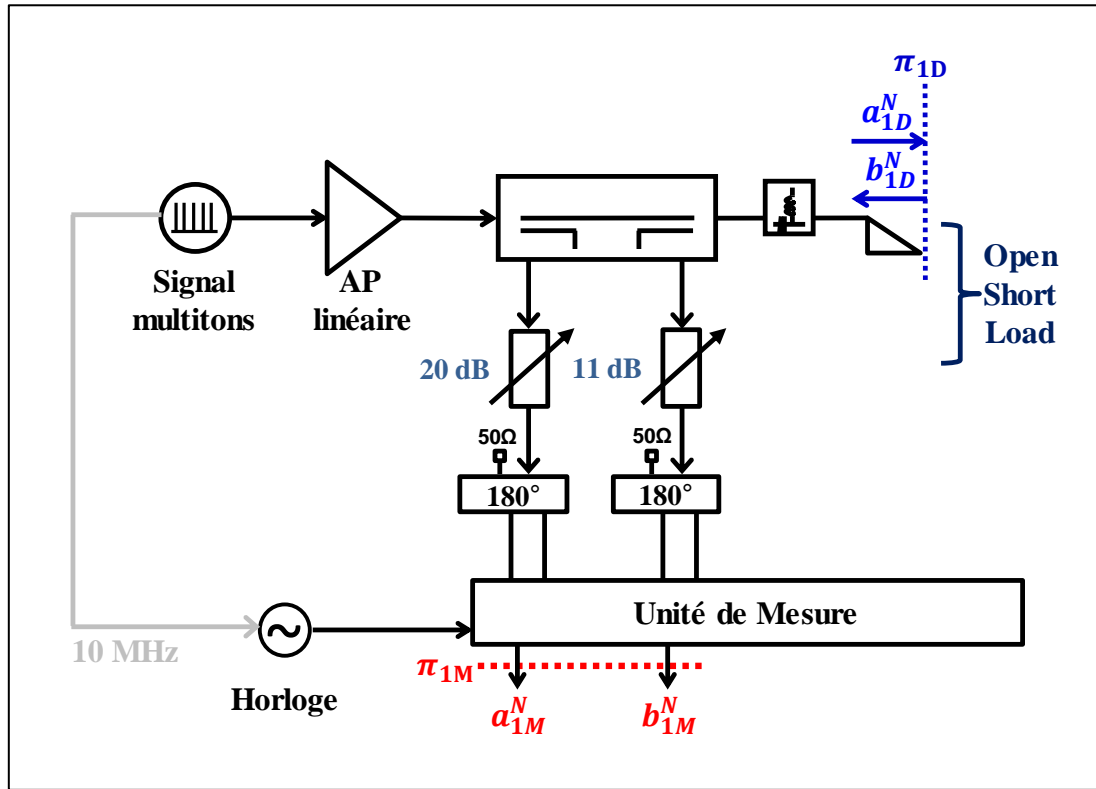 π1D
a1D^N
b1D^N
Signal
multitons
AP
linéaire
Open
Short
Load
20 dB
11 dB
50Ω
50Ω
180°
180°
Unité de Mesure
10 MHz
Horloge
π1M
a1M^N
b1M^N